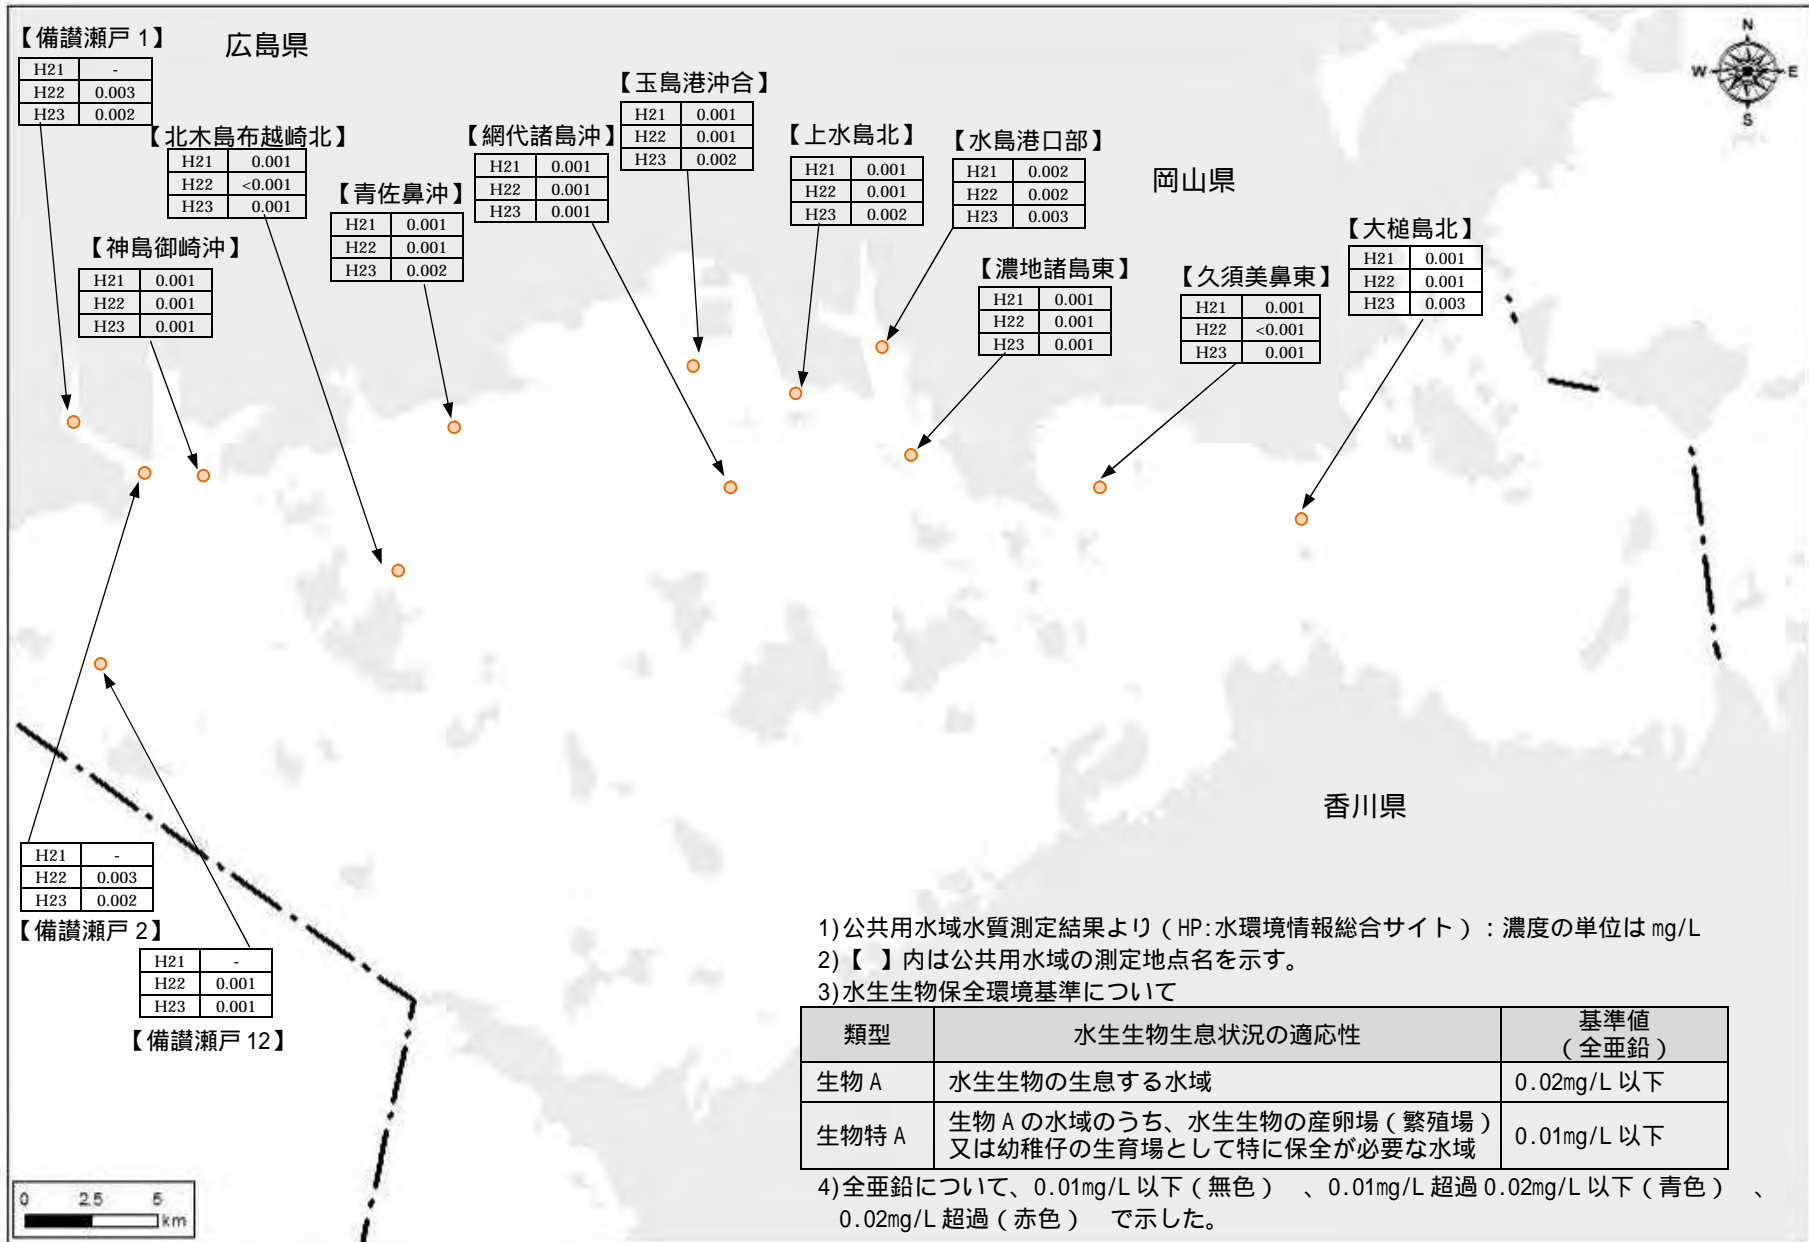 【備讃瀬戸 1】
広島県
H21 -
H22 0.003
H23 0.002
【北木島布越崎北】
H21 0.001
H22 <0.001
H23 0.001
【神島御崎沖】
H21 0.001
H22 0.001
H23 0.001
【青佐鼻沖】
H21 0.001
H22 0.001
H23 0.002
【網代諸島沖】
H21 0.001
H22 0.001
H23 0.001
【玉島港沖合】
H21 0.001
H22 0.001
H23 0.002
【上水島北】
H21 0.001
H22 0.001
H23 0.002
【水島港口部】
H21 0.002
H22 0.002
H23 0.003
岡山県
【濃地諸島東】
H21 0.001
H22 0.001
H23 0.001
【久須美鼻東】
H21 0.001
H22 <0.001
H23 0.001
【大槌島北】
H21 0.001
H22 0.001
H23 0.003
N
W E
S
香川県
H21 -
H22 0.003
H23 0.002
【備讃瀬戸 2】
H21 -
H22 0.001
H23 0.001
【備讃瀬戸 12】
1)公共用水域水質測定結果より（HP:水環境情報総合サイト）：濃度の単位は mg/L
2)【 】内は公共用水域の測定地点名を示す。
3)水生生物保全環境基準について
類型 水生生物生息状況の適応性 基準値
（全亜鉛）
生物 A 水生生物の生息する水域 0.02mg/L 以下
生物特 A 生物 A の水域のうち、水生生物の産卵場（繁殖場）
又は幼稚仔の生育場として特に保全が必要な水域 0.01mg/L 以下
4)全亜鉛について、0.01mg/L 以下（無色） 、0.01mg/L 超過 0.02mg/L 以下（青色） 、
0.02mg/L 超過（赤色） で示した。
0 2.5 5
km